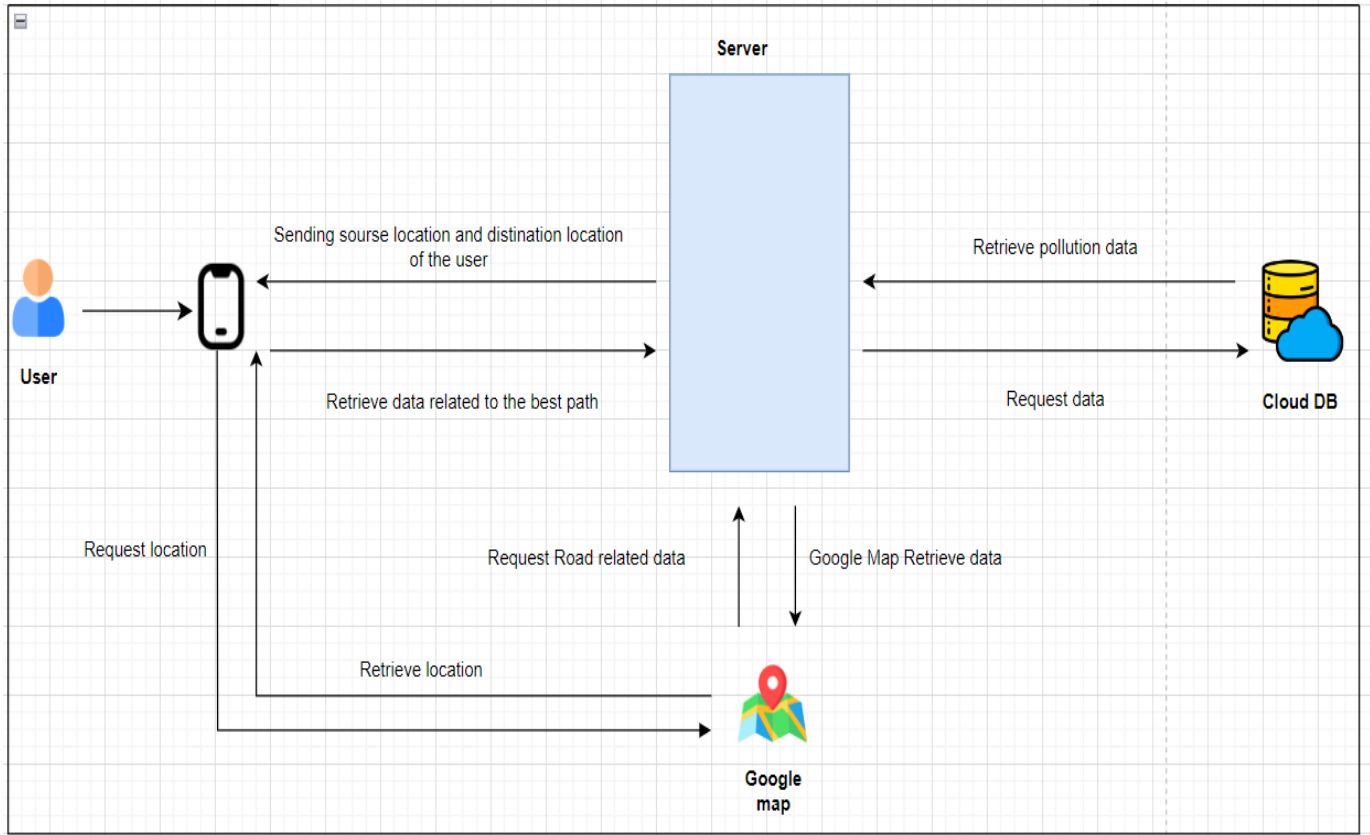 Server
Sending sourse location and distination location
of the user
Retrieve pollution data
User
Retrieve data related to the best path
Request data
Cloud DB
Request location
Request Road related data
Google Map Retrieve data
Retrieve location
Google
map